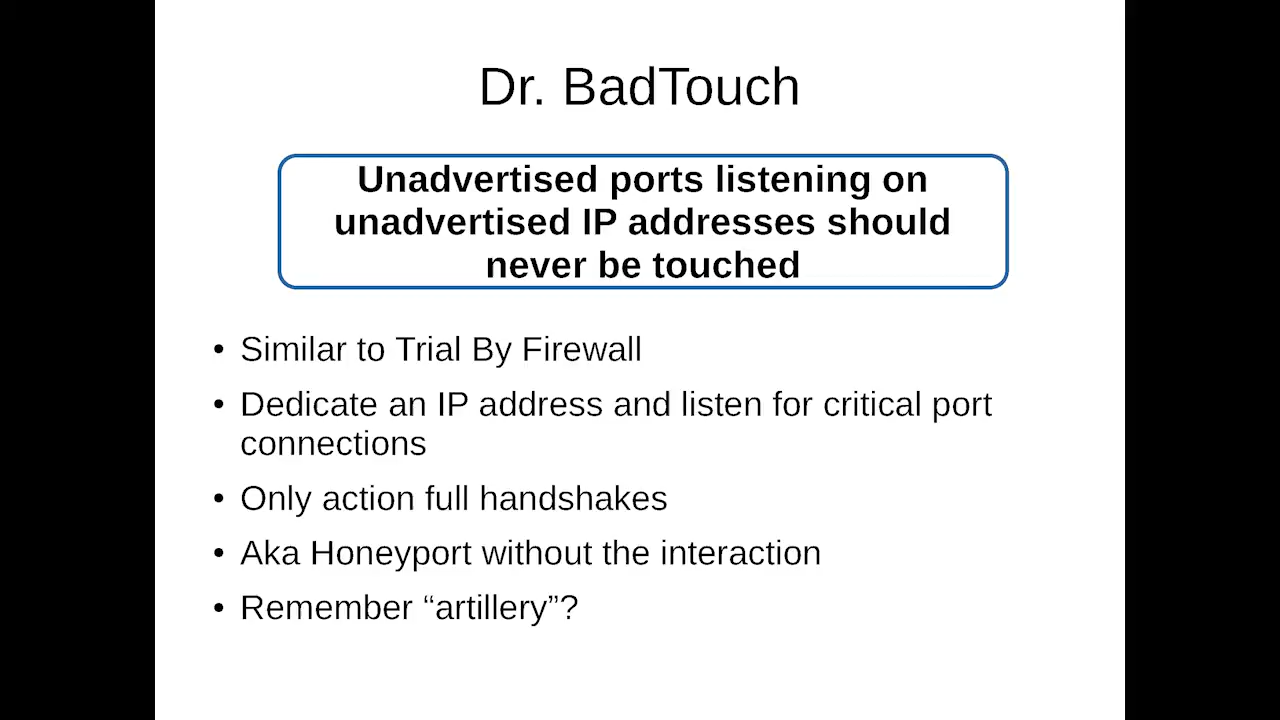 Dr. BadTouch
Unadvertised ports listening on
unadvertised IP addresses should
never be touched
• Similar to Trial By Firewall
• Dedicate an IP address and listen for critical port
connections
• Only action full handshakes
• Aka Honeyport without the interaction
• Remember “artillery”?